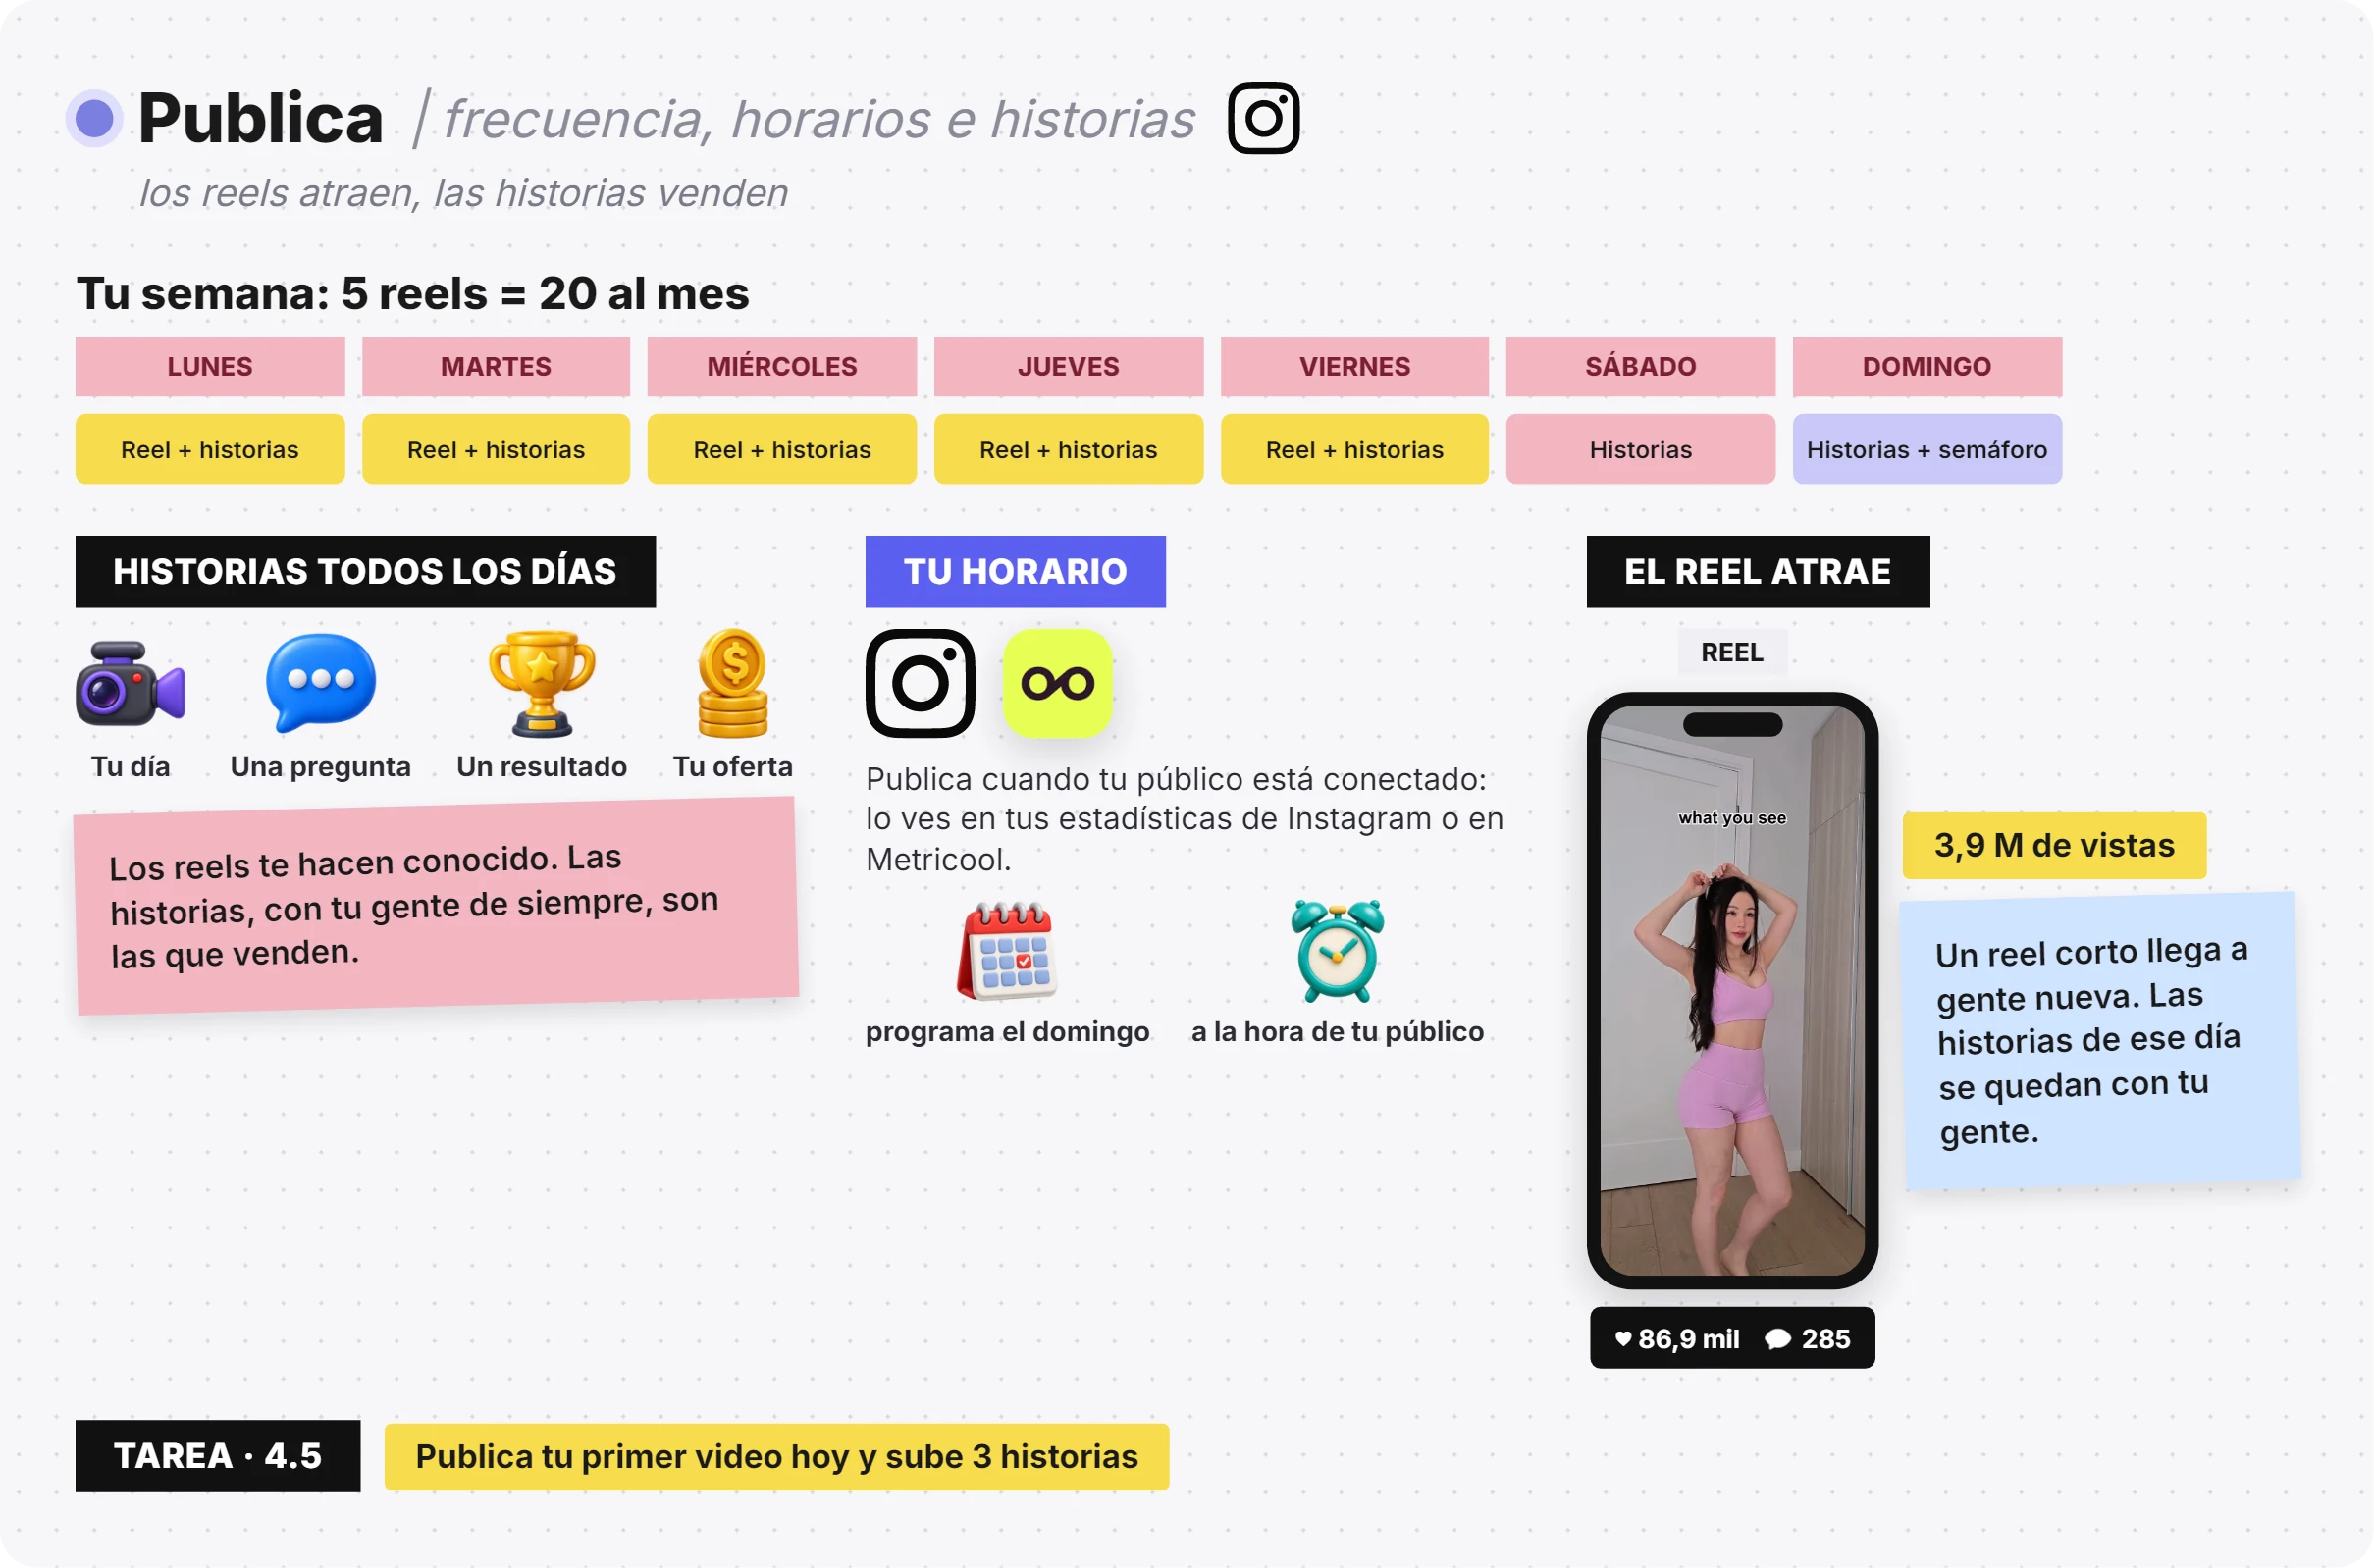 Publica | frecuencia, horarios e historias
los reels atraen, las historias venden
Tu semana: 5 reels = 20 al mes
LUNES MARTES MIÉRCOLES JUEVES VIERNES SÁBADO DOMINGO
Reel + historias Reel + historias Reel + historias Reel + historias Reel + historias Historias Historias + semáforo
HISTORIAS TODOS LOS DÍAS
Tu día Una pregunta Un resultado Tu oferta
Los reels te hacen conocido. Las
historias, con tu gente de siempre, son
las que venden.
TU HORARIO
Publica cuando tu público está conectado:
lo ves en tus estadísticas de Instagram o en
Metricool.
programa el domingo a la hora de tu público
EL REEL ATRAE
REEL
what you see
3,9 M de vistas
Un reel corto llega a
gente nueva. Las
historias de ese día
se quedan con tu
gente.
86,9 mil 285
TAREA · 4.5 Publica tu primer video hoy y sube 3 historias